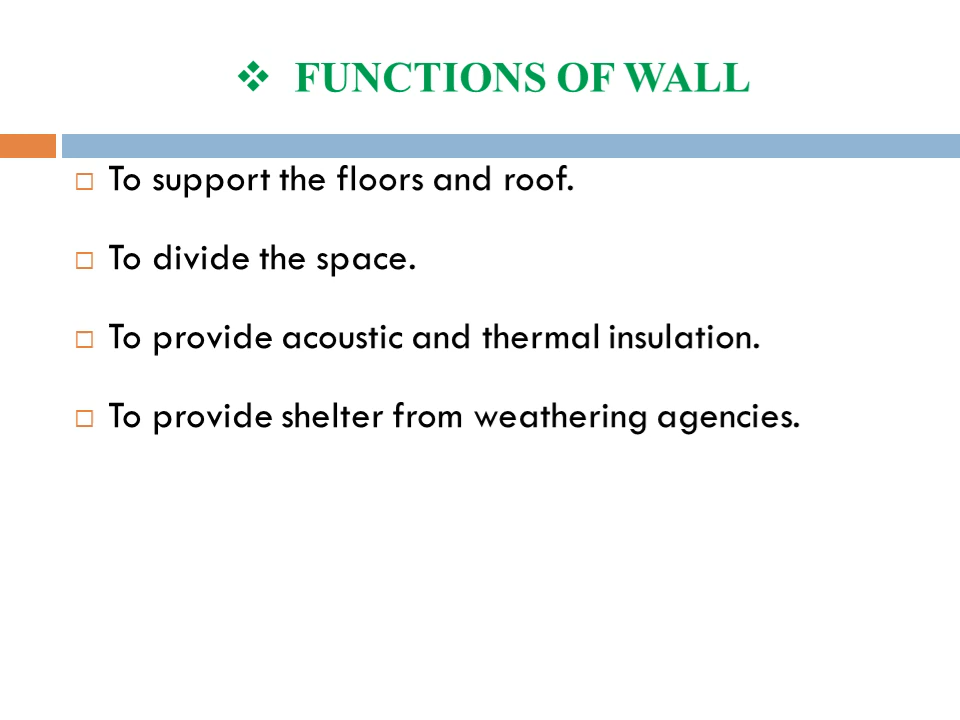 ❖ FUNCTIONS OF WALL
To support the floors and roof.
To divide the space.
To provide acoustic and thermal insulation.
To provide shelter from weathering agencies.